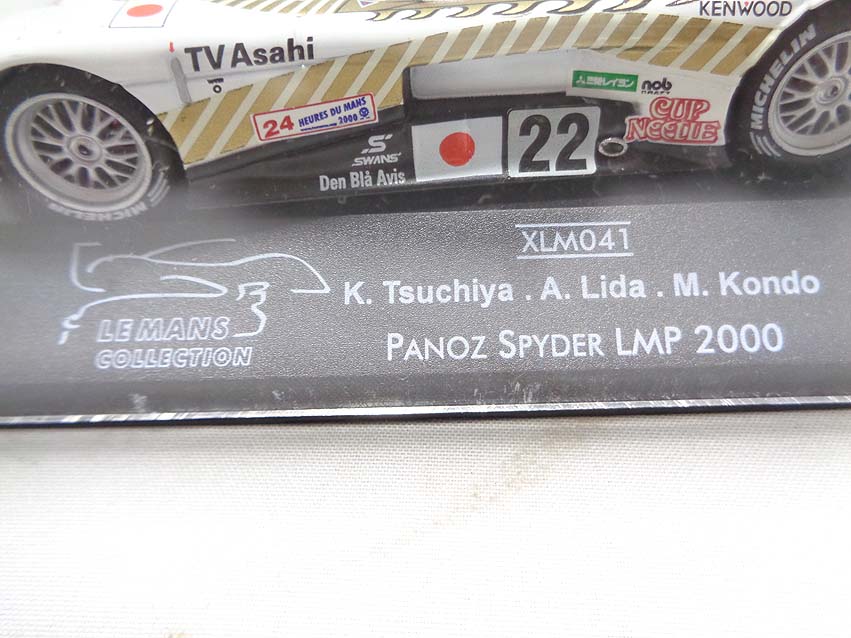 KENWOOD
TV Asahi
24 HEURES DU MANS
2000
三菱レイヨン
nob
CUP
NOODLE
SWANS
Den Blå Avis
22
MICHELIN
MICHELIN
XLM041
K. Tsuchiya . A. Lida . M. Kondo
LE MANS
COLLECTION
PANOZ SPYDER LMP 2000